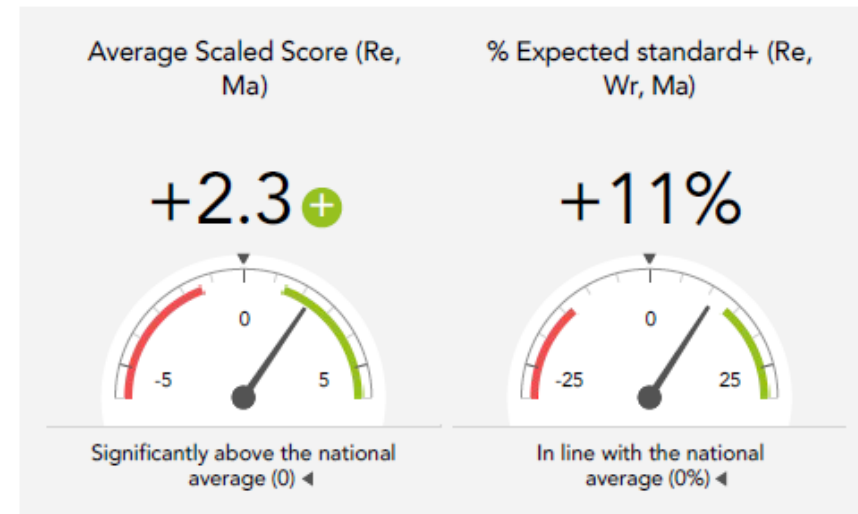 Average Scaled Score (Re,
Ma)
+2.3 +
0
-5
5
Significantly above the national
average (0) ◄
% Expected standard+ (Re,
Wr, Ma)
+11%
0
-25
25
In line with the national
average (0%) ◄